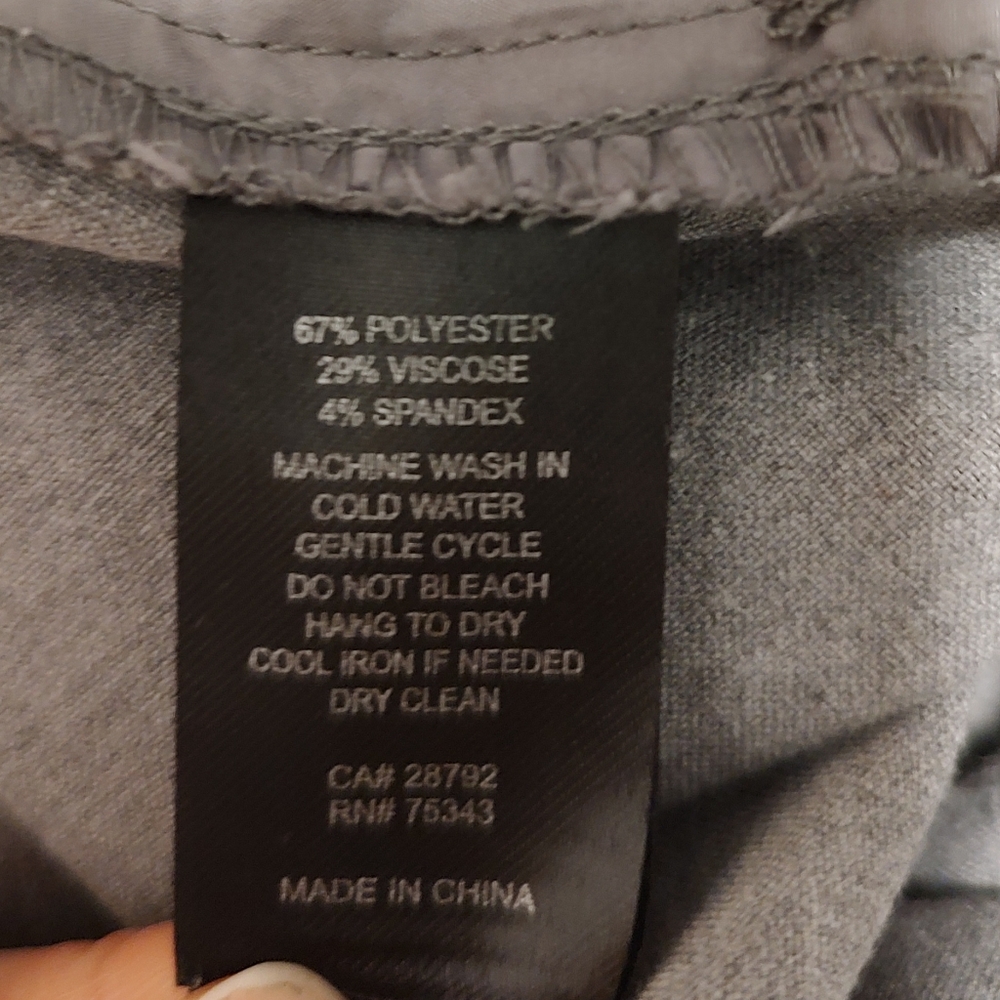 67% POLYESTER
29% VISCOSE
4% SPANDEX
MACHINE WASH IN
COLD WATER
GENTLE CYCLE
DO NOT BLEACH
HANG TO DRY
COOL IRON IF NEEDED
DRY CLEAN
CA# 28792
RN# 75343
MADE IN CHINA